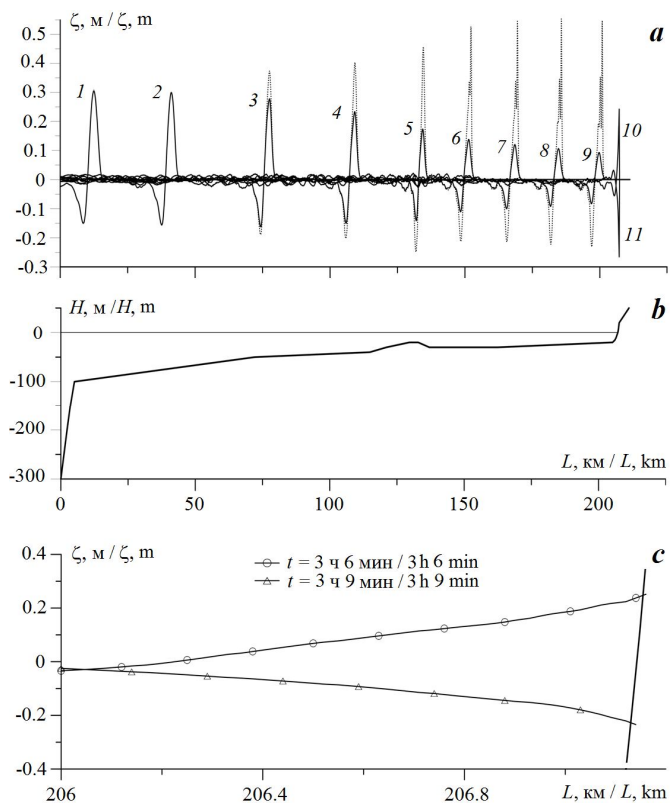 ζ, м / ζ, m
a
0.5
0.4
0.3
0.2
0.1
0
-0.1
-0.2
-0.3
1 2 3 4 5 6 7 8 9 10
11
H, м /H, m
b
0
-100
-200
-300
L, км / L, km
0 50 100 150 200
ζ, м / ζ, m
c
0.4
0.2
0
-0.2
-0.4
t = 3 ч 6 мин / 3h 6 min
t = 3 ч 9 мин / 3h 9 min
206 206.4 206.8 L, км / L, km